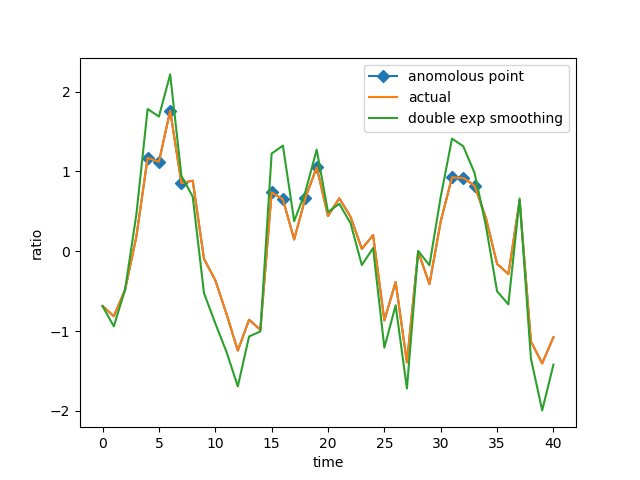 anomolous point
actual
double exp smoothing
2
1
0
−1
−2
ratio
0 5 10 15 20 25 30 35 40
time